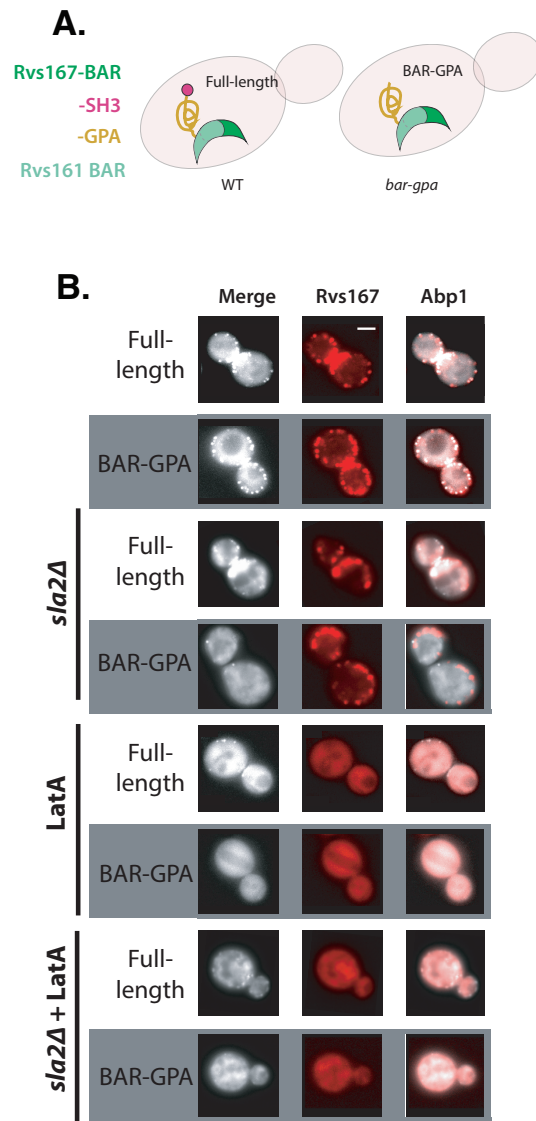 A.
Rvs167-BAR
-SH3
-GPA
Rvs161 BAR
Full-length
WT
BAR-GPA
bar-gpa
B.
Merge Rvs167 Abp1
Full-
length
BAR-GPA
sla2Δ
Full-
length
BAR-GPA
LatA
Full-
length
BAR-GPA
sla2Δ + LatA
Full-
length
BAR-GPA